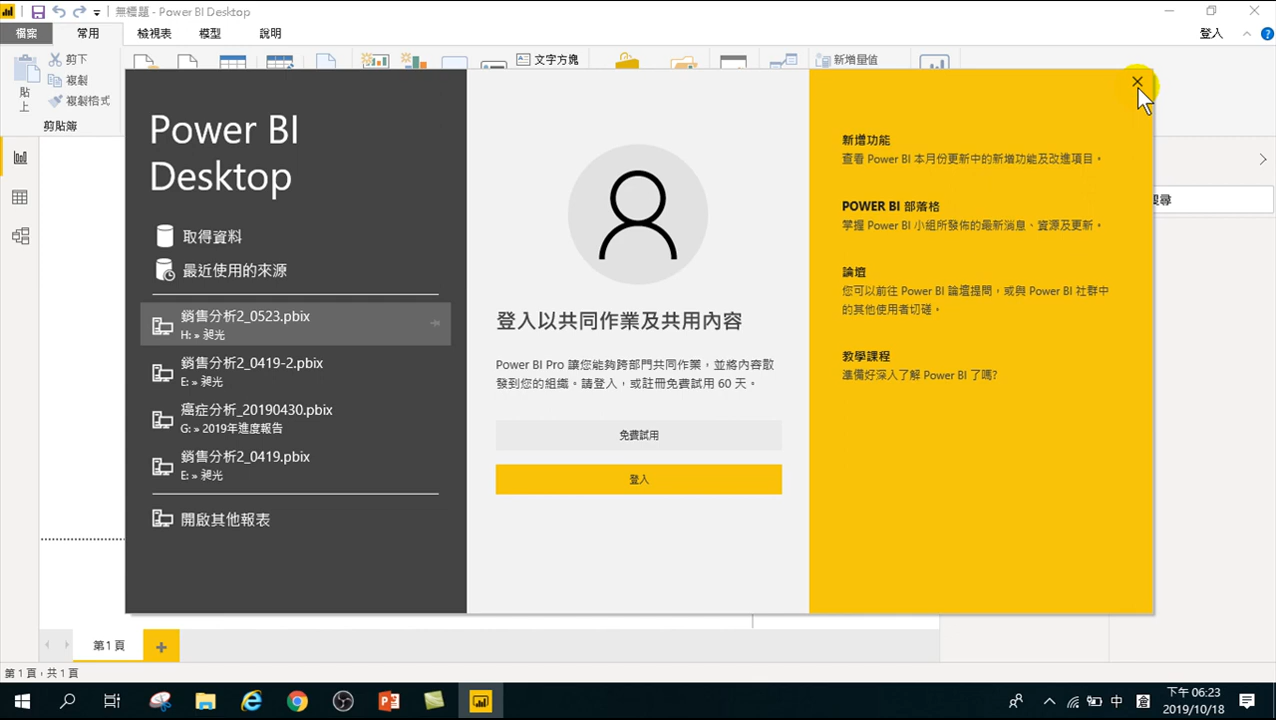 無標題 - Power BI Desktop
檔案
常用
檢視表
模型
說明
登入
貼上
剪下
複製
複製格式
剪貼簿
文字方塊
新增量值
Power BI
Desktop
取得資料
最近使用的來源
銷售分析2_0523.pbix
H: » 昶光
銷售分析2_0419-2.pbix
E: » 昶光
癌症分析_20190430.pbix
G: » 2019年進度報告
銷售分析2_0419.pbix
E: » 昶光
開啟其他報表
登入以共同作業及共用內容
Power BI Pro 讓您能夠跨部門共同作業，並將內容散
發到您的組織。請登入，或註冊免費試用 60 天。
免費試用
登入
新增功能
查看 Power BI 本月份更新中的新增功能及改進項目。
POWER BI 部落格
掌握 Power BI 小組所發佈的最新消息、資源及更新。
論壇
您可以前往 Power BI 論壇提問，或與 Power BI 社群中
的其他使用者切磋。
教學課程
準備好深入了解 Power BI 了嗎?
搜尋
第1頁
第 1 頁，共 1 頁
中
倉
下午 06:23
2019/10/18